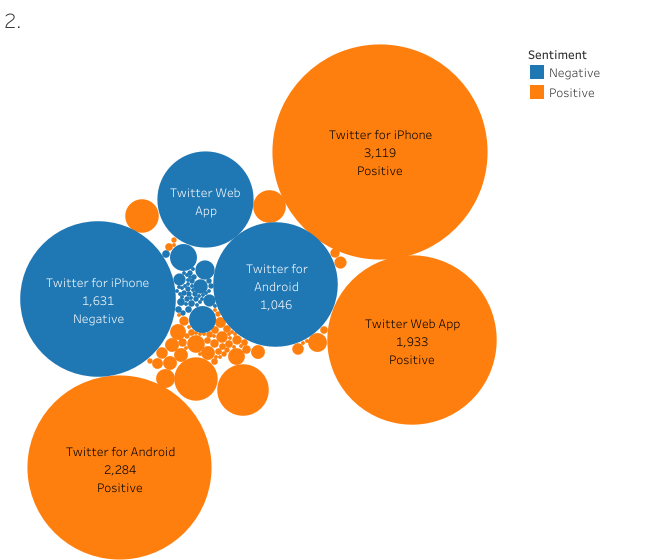 2.
Sentiment
Negative
Positive
Twitter for iPhone
3,119
Positive
Twitter Web
App
Twitter for iPhone
1,631
Negative
Twitter for
Android
1,046
Twitter Web App
1,933
Positive
Twitter for Android
2,284
Positive